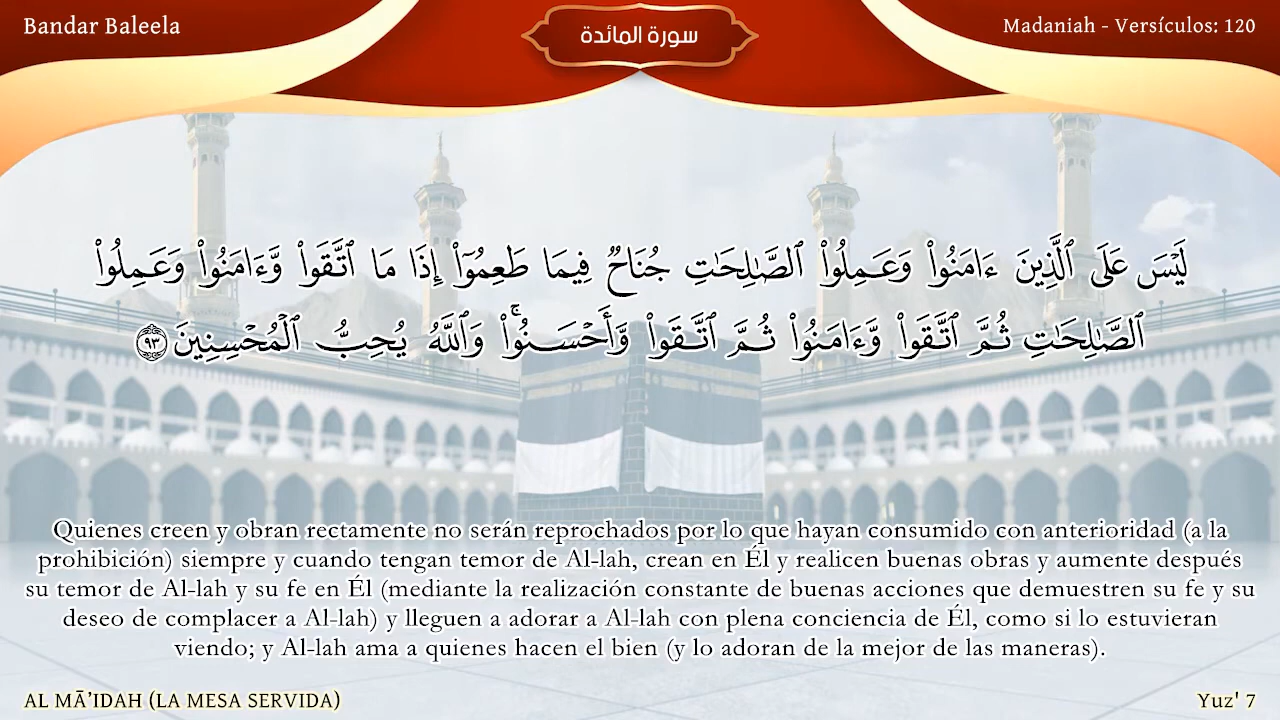 Bandar Baleela
سورة المائدة
Madaniah - Versículos: 120
لَيْسَ عَلَى ٱلَّذِينَ ءَامَنُوا۟ وَعَمِلُوا۟ ٱلصَّـٰلِحَـٰتِ جُنَاحٌ فِيمَا طَعِمُوٓا۟ إِذَا مَا ٱتَّقَوا۟ وَّءَامَنُوا۟ وَعَمِلُوا۟
ٱلصَّـٰلِحَـٰتِ ثُمَّ ٱتَّقَوا۟ وَّءَامَنُوا۟ ثُمَّ ٱتَّقَوا۟ وَّأَحْسَنُوا۟ ۗ وَٱللَّهُ يُحِبُّ ٱلْمُحْسِنِينَ ٩٣
Quienes creen y obran rectamente no serán reprochados por lo que hayan consumido con anterioridad (a la
prohibición) siempre y cuando tengan temor de Al-lah, crean en Él y realicen buenas obras y aumente después
su temor de Al-lah y su fe en Él (mediante la realización constante de buenas acciones que demuestren su fe y su
deseo de complacer a Al-lah) y lleguen a adorar a Al-lah con plena conciencia de Él, como si lo estuvieran
viendo; y Al-lah ama a quienes hacen el bien (y lo adoran de la mejor de las maneras).
AL MĀ’IDAH (LA MESA SERVIDA)
Yuz' 7